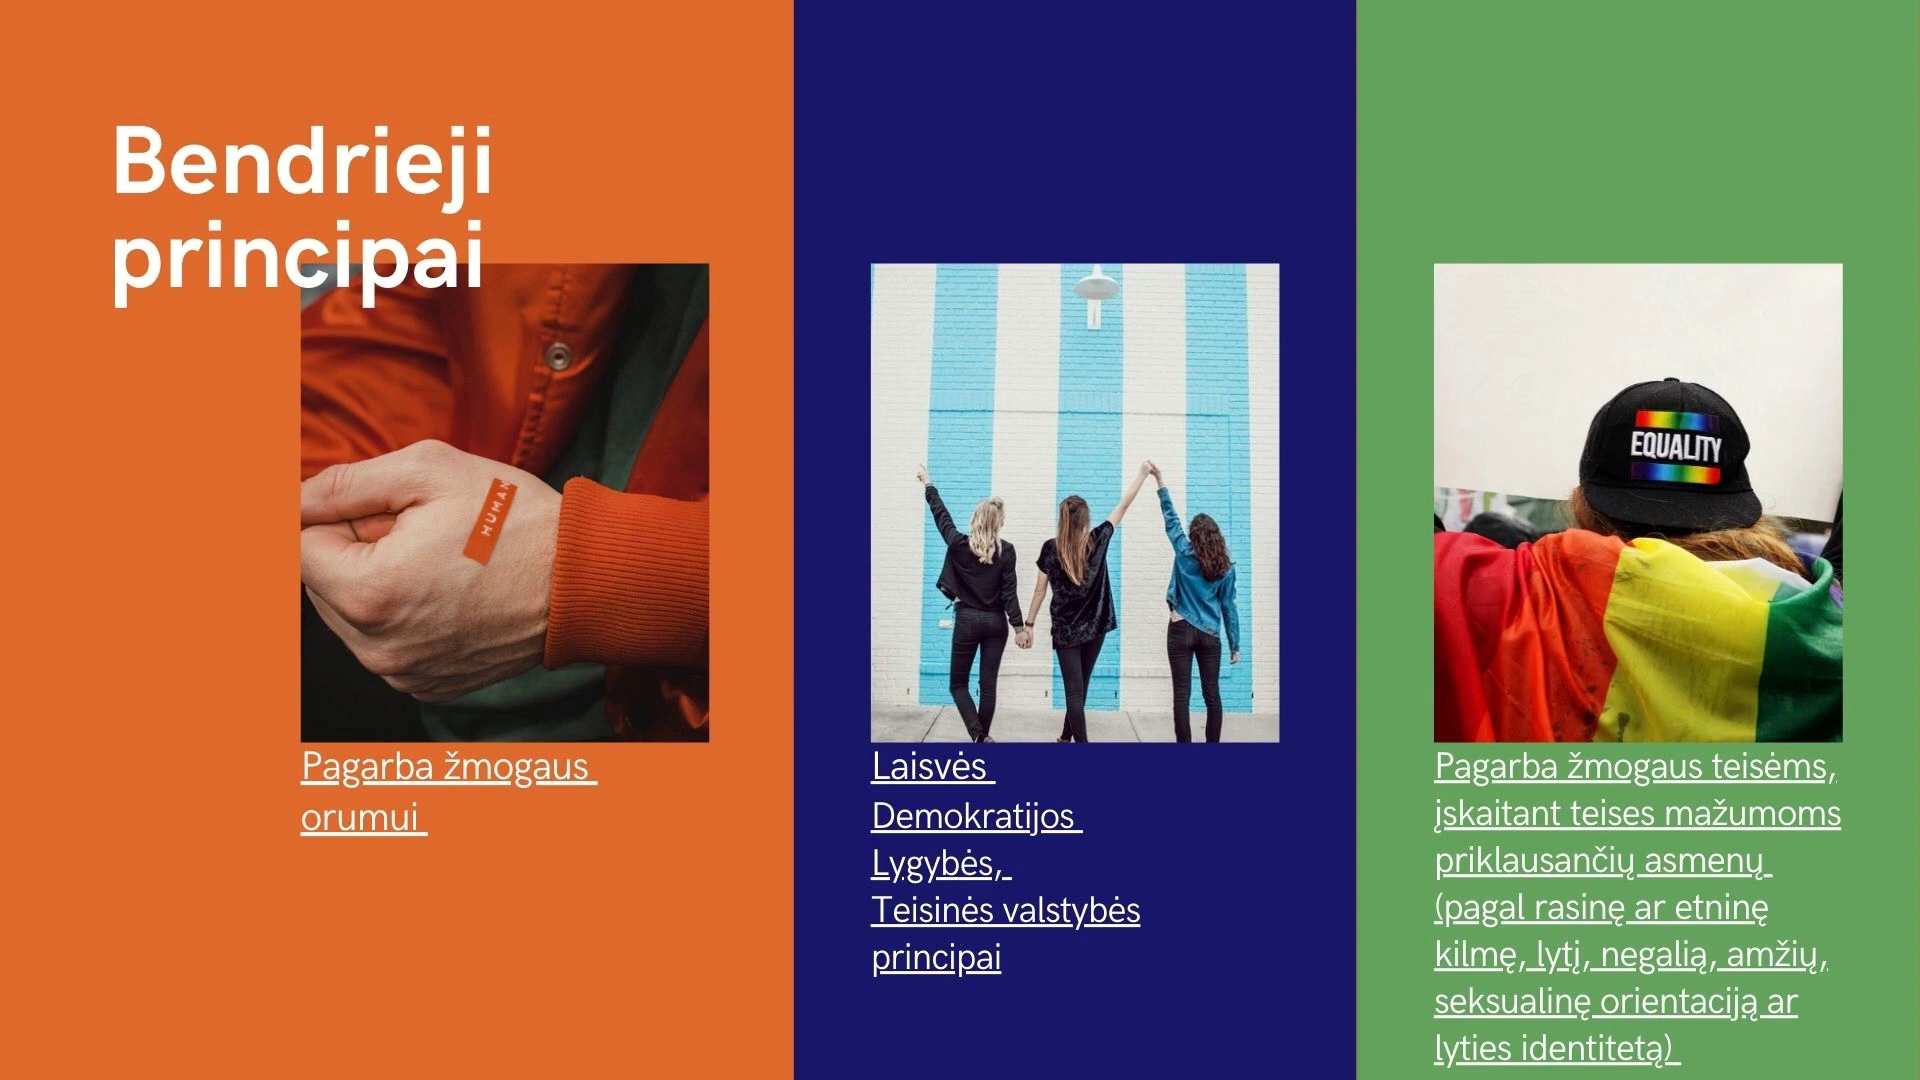 Bendrieji
principai
HUMAN
Pagarba žmogaus
orumui
Laisvės
Demokratijos
Lygybės,
Teisinės valstybės
principai
EQUALITY
Pagarba žmogaus teisėms,
įskaitant teises mažumoms
priklausančių asmenų
(pagal rasinę ar etninę
kilmę, lytį, negalią, amžių,
seksualinę orientaciją ar
lyties identitetą)